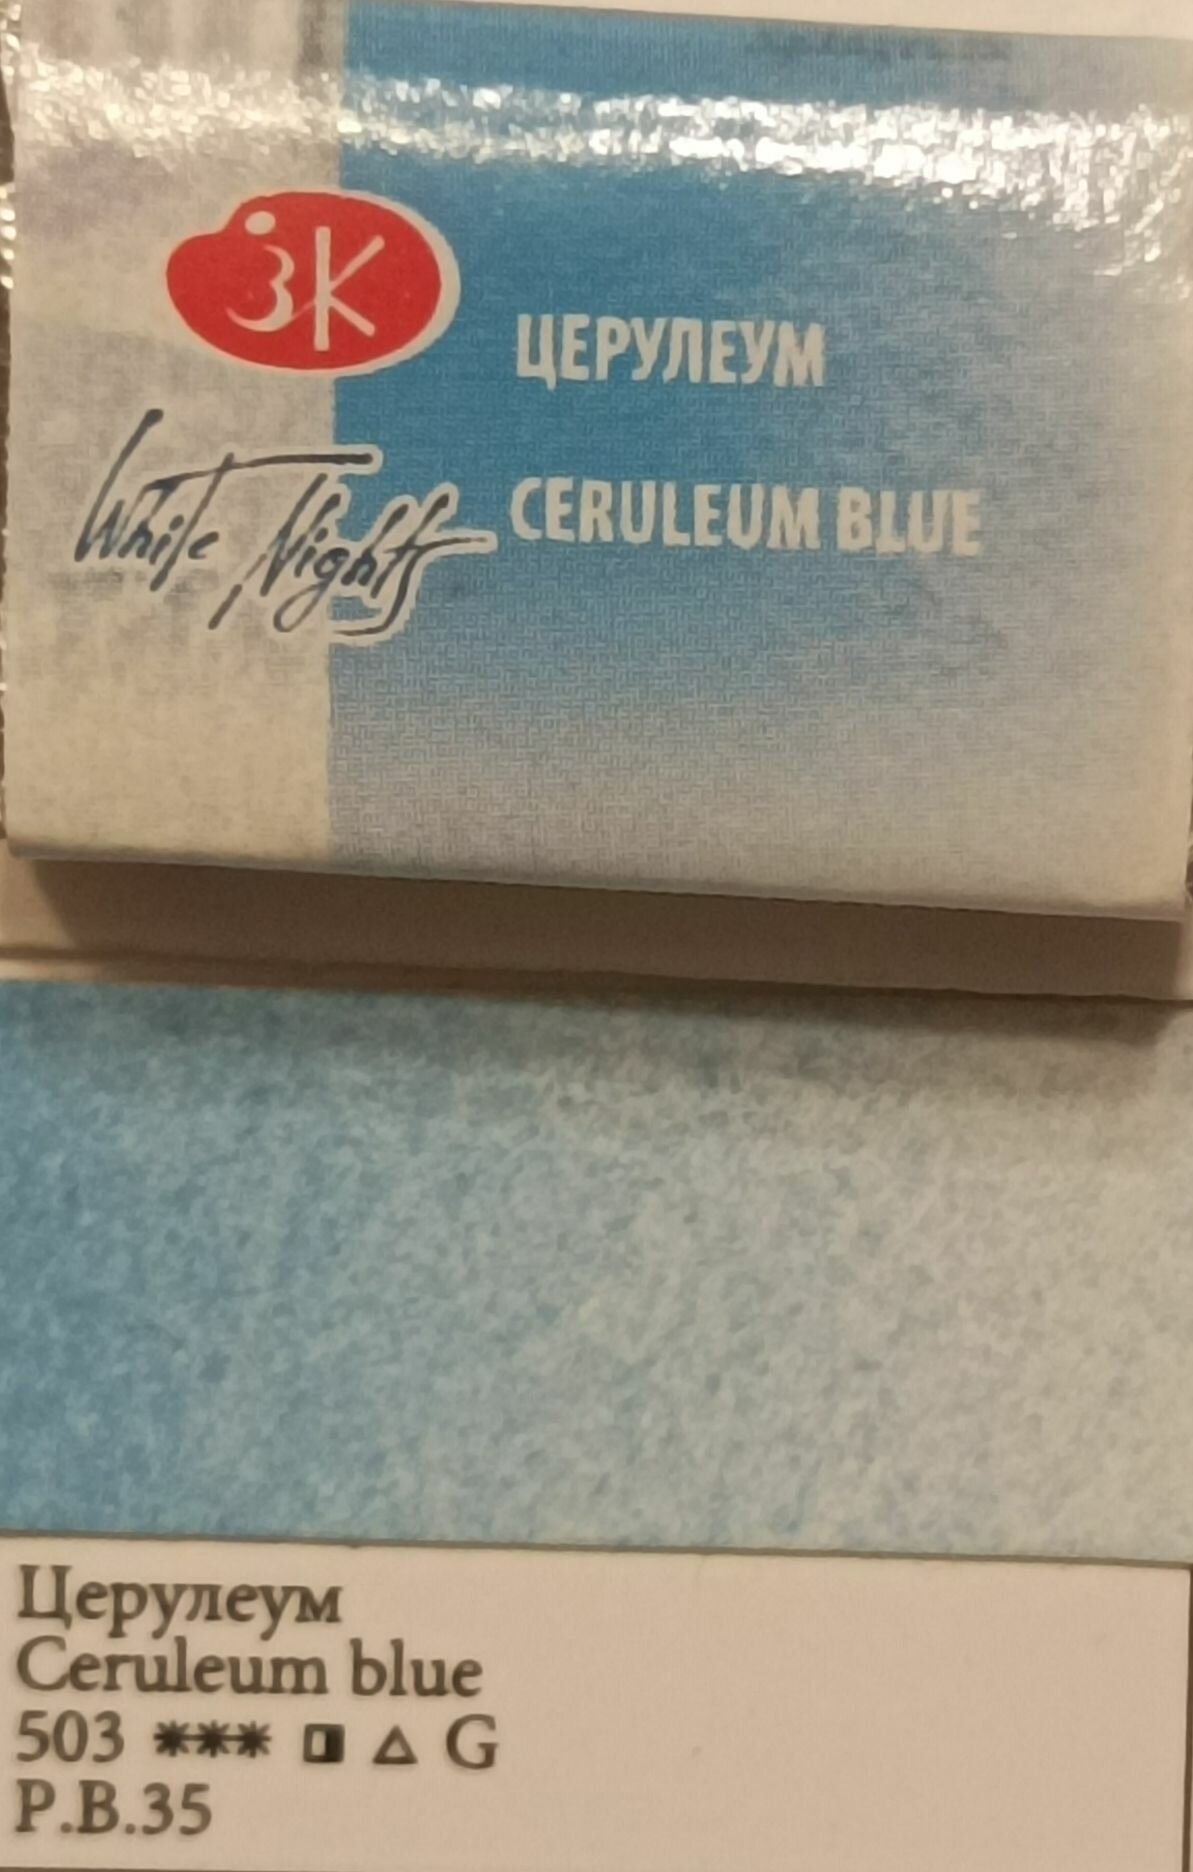 ЗК
White Nights
ЦЕРУЛЕУМ
CERULEUM BLUE
Церулеум
Ceruleum blue
503 *** ◨ △ G
P.B.35